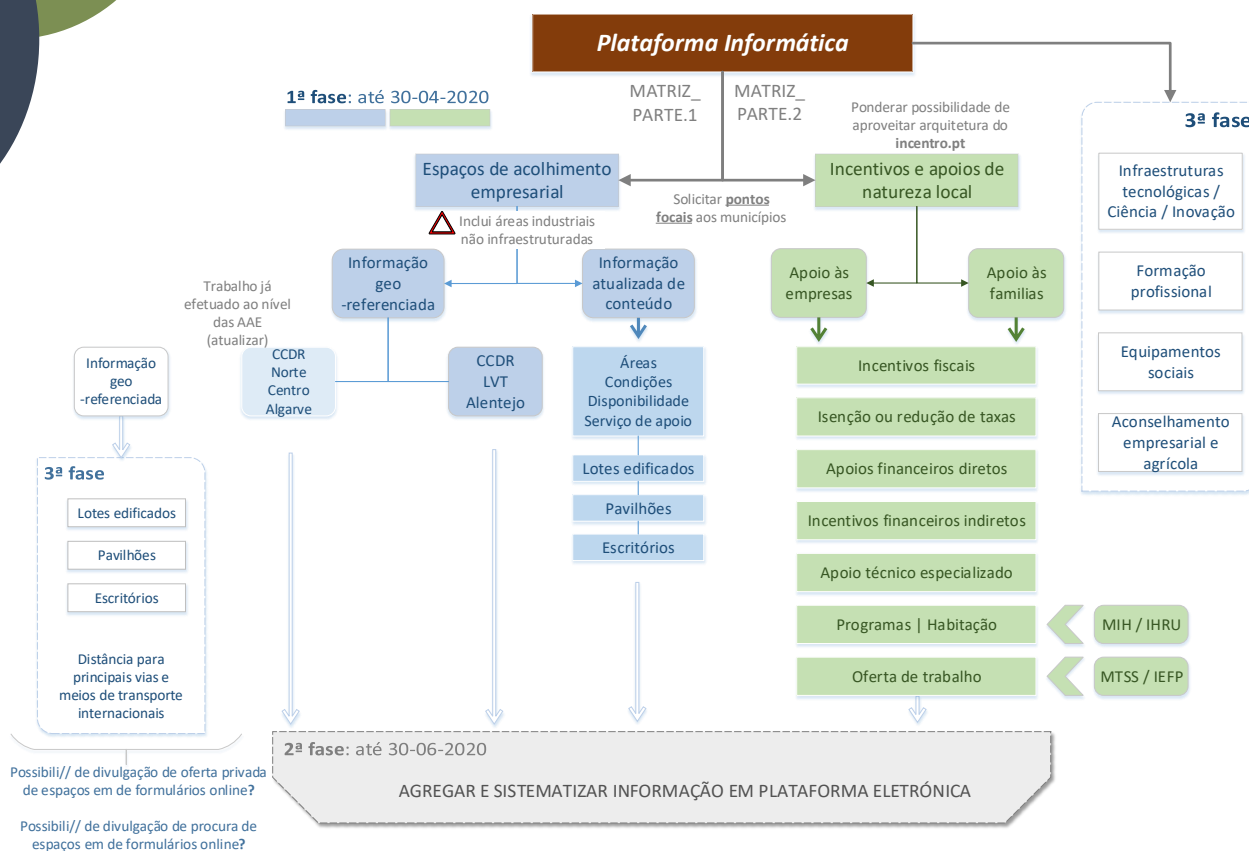 Plataforma Informática
1ª fase: até 30-04-2020
MATRIZ_
PARTE.1
MATRIZ_
PARTE.2
Ponderar possibilidade de
aproveitar arquitetura do
incentro.pt
Espaços de acolhimento
empresarial
Incentivos e apoios de
natureza local
Solicitar pontos
focais aos municípios
Inclui áreas industriais
não infraestruturadas
Informação
geo
-referenciada
Informação
atualizada de
conteúdo
Apoio às
empresas
Apoio às
familias
Trabalho já
efetuado ao nível
das AAE
(atualizar)
CCDR
Norte
Centro
Algarve
CCDR
LVT
Alentejo
Áreas
Condições
Disponibilidade
Serviço de apoio
Lotes edificados
Pavilhões
Escritórios
Incentivos fiscais
Isenção ou redução de taxas
Apoios financeiros diretos
Incentivos financeiros indiretos
Apoio técnico especializado
Programas | Habitação
MIH / IHRU
Oferta de trabalho
MTSS / IEFP
3ª fase
Infraestruturas
tecnológicas /
Ciência / Inovação
Formação
profissional
Equipamentos
sociais
Aconselhamento
empresarial e
agrícola
Informação
geo
-referenciada
3ª fase
Lotes edificados
Pavilhões
Escritórios
Distância para
principais vias e
meios de transporte
internacionais
Possibili// de divulgação de oferta privada
de espaços em de formulários online?
Possibili// de divulgação de procura de
espaços em de formulários online?
2ª fase: até 30-06-2020
AGREGAR E SISTEMATIZAR INFORMAÇÃO EM PLATAFORMA ELETRÓNICA